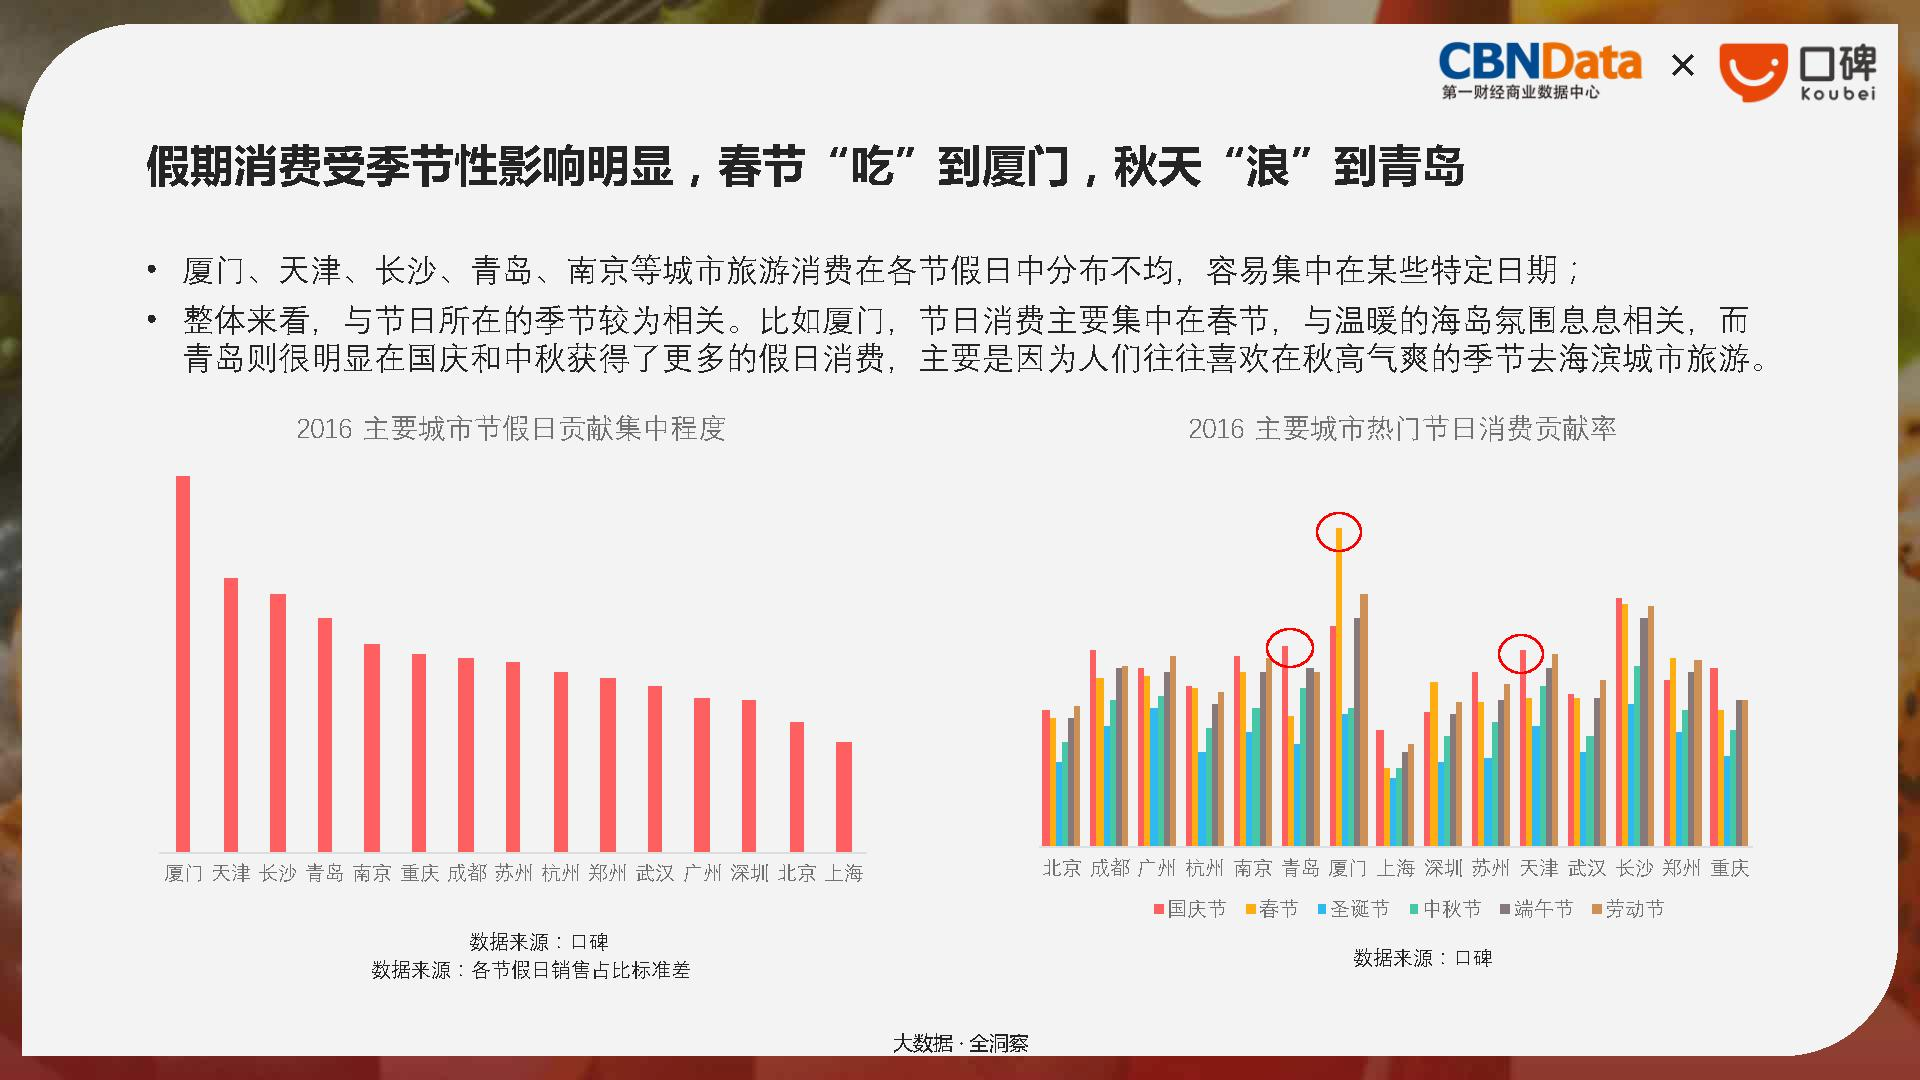 CBNData
第一财经商业数据中心
×
口碑
Koubei
假期消费受季节性影响明显，春节“吃”到厦门，秋天“浪”到青岛
• 厦门、天津、长沙、青岛、南京等城市旅游消费在各节假日中分布不均，容易集中在某些特定日期；
• 整体来看，与节日所在的季节较为相关。比如厦门，节日消费主要集中在春节，与温暖的海岛氛围息息相关，而
青岛则很明显在国庆和中秋获得了更多的假日消费，主要是因为人们往往喜欢在秋高气爽的季节去海滨城市旅游。
2016 主要城市节假日贡献集中程度
厦门 天津 长沙 青岛 南京 重庆 成都 苏州 杭州 郑州 武汉 广州 深圳 北京 上海
数据来源：口碑
数据来源：各节假日销售占比标准差
2016 主要城市热门节日消费贡献率
北京 成都 广州 杭州 南京 青岛 厦门 上海 深圳 苏州 天津 武汉 长沙 郑州 重庆
国庆节 春节 圣诞节 中秋节 端午节 劳动节
数据来源：口碑
大数据·全洞察